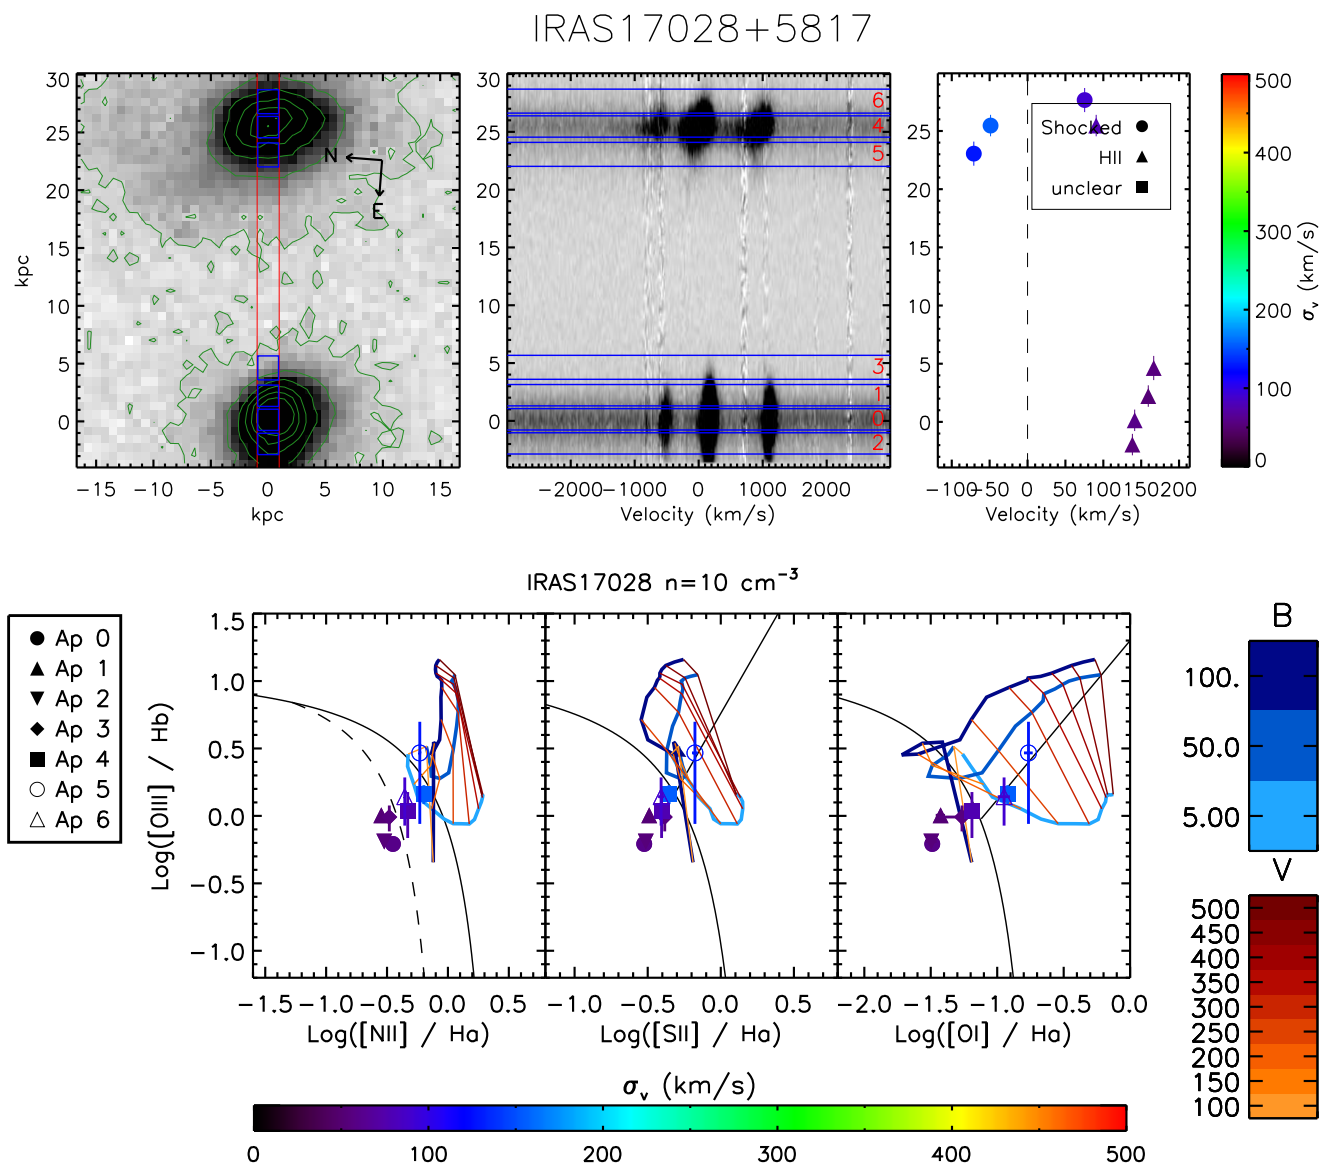 IRAS17028+5817
30
25
20
15
10
5
0
kpc
N
E
−15 −10 −5 0 5 10 15
kpc
30
25
20
15
10
5
0
6
4
5
3
1
0
2
−2000 −1000 0 1000 2000
Velocity (km/s)
30
25
20
15
10
5
0
Shocked
HII
unclear
−100 −50 0 50 100 150 200
Velocity (km/s)
500
400
300
200
100
0
σv (km/s)
IRAS17028 n=10 cm−3
Ap 0
Ap 1
Ap 2
Ap 3
Ap 4
Ap 5
Ap 6
1.5
1.0
0.5
0.0
−0.5
−1.0
Log([OIII] / Hb)
−1.5 −1.0 −0.5 0.0 0.5
Log([NII] / Ha)
−1.0 −0.5 0.0 0.5
Log([SII] / Ha)
−2.0 −1.5 −1.0 −0.5 0.0
Log([OI] / Ha)
B
100.
50.0
5.00
V
500
450
400
350
300
250
200
150
100
σv (km/s)
0 100 200 300 400 500